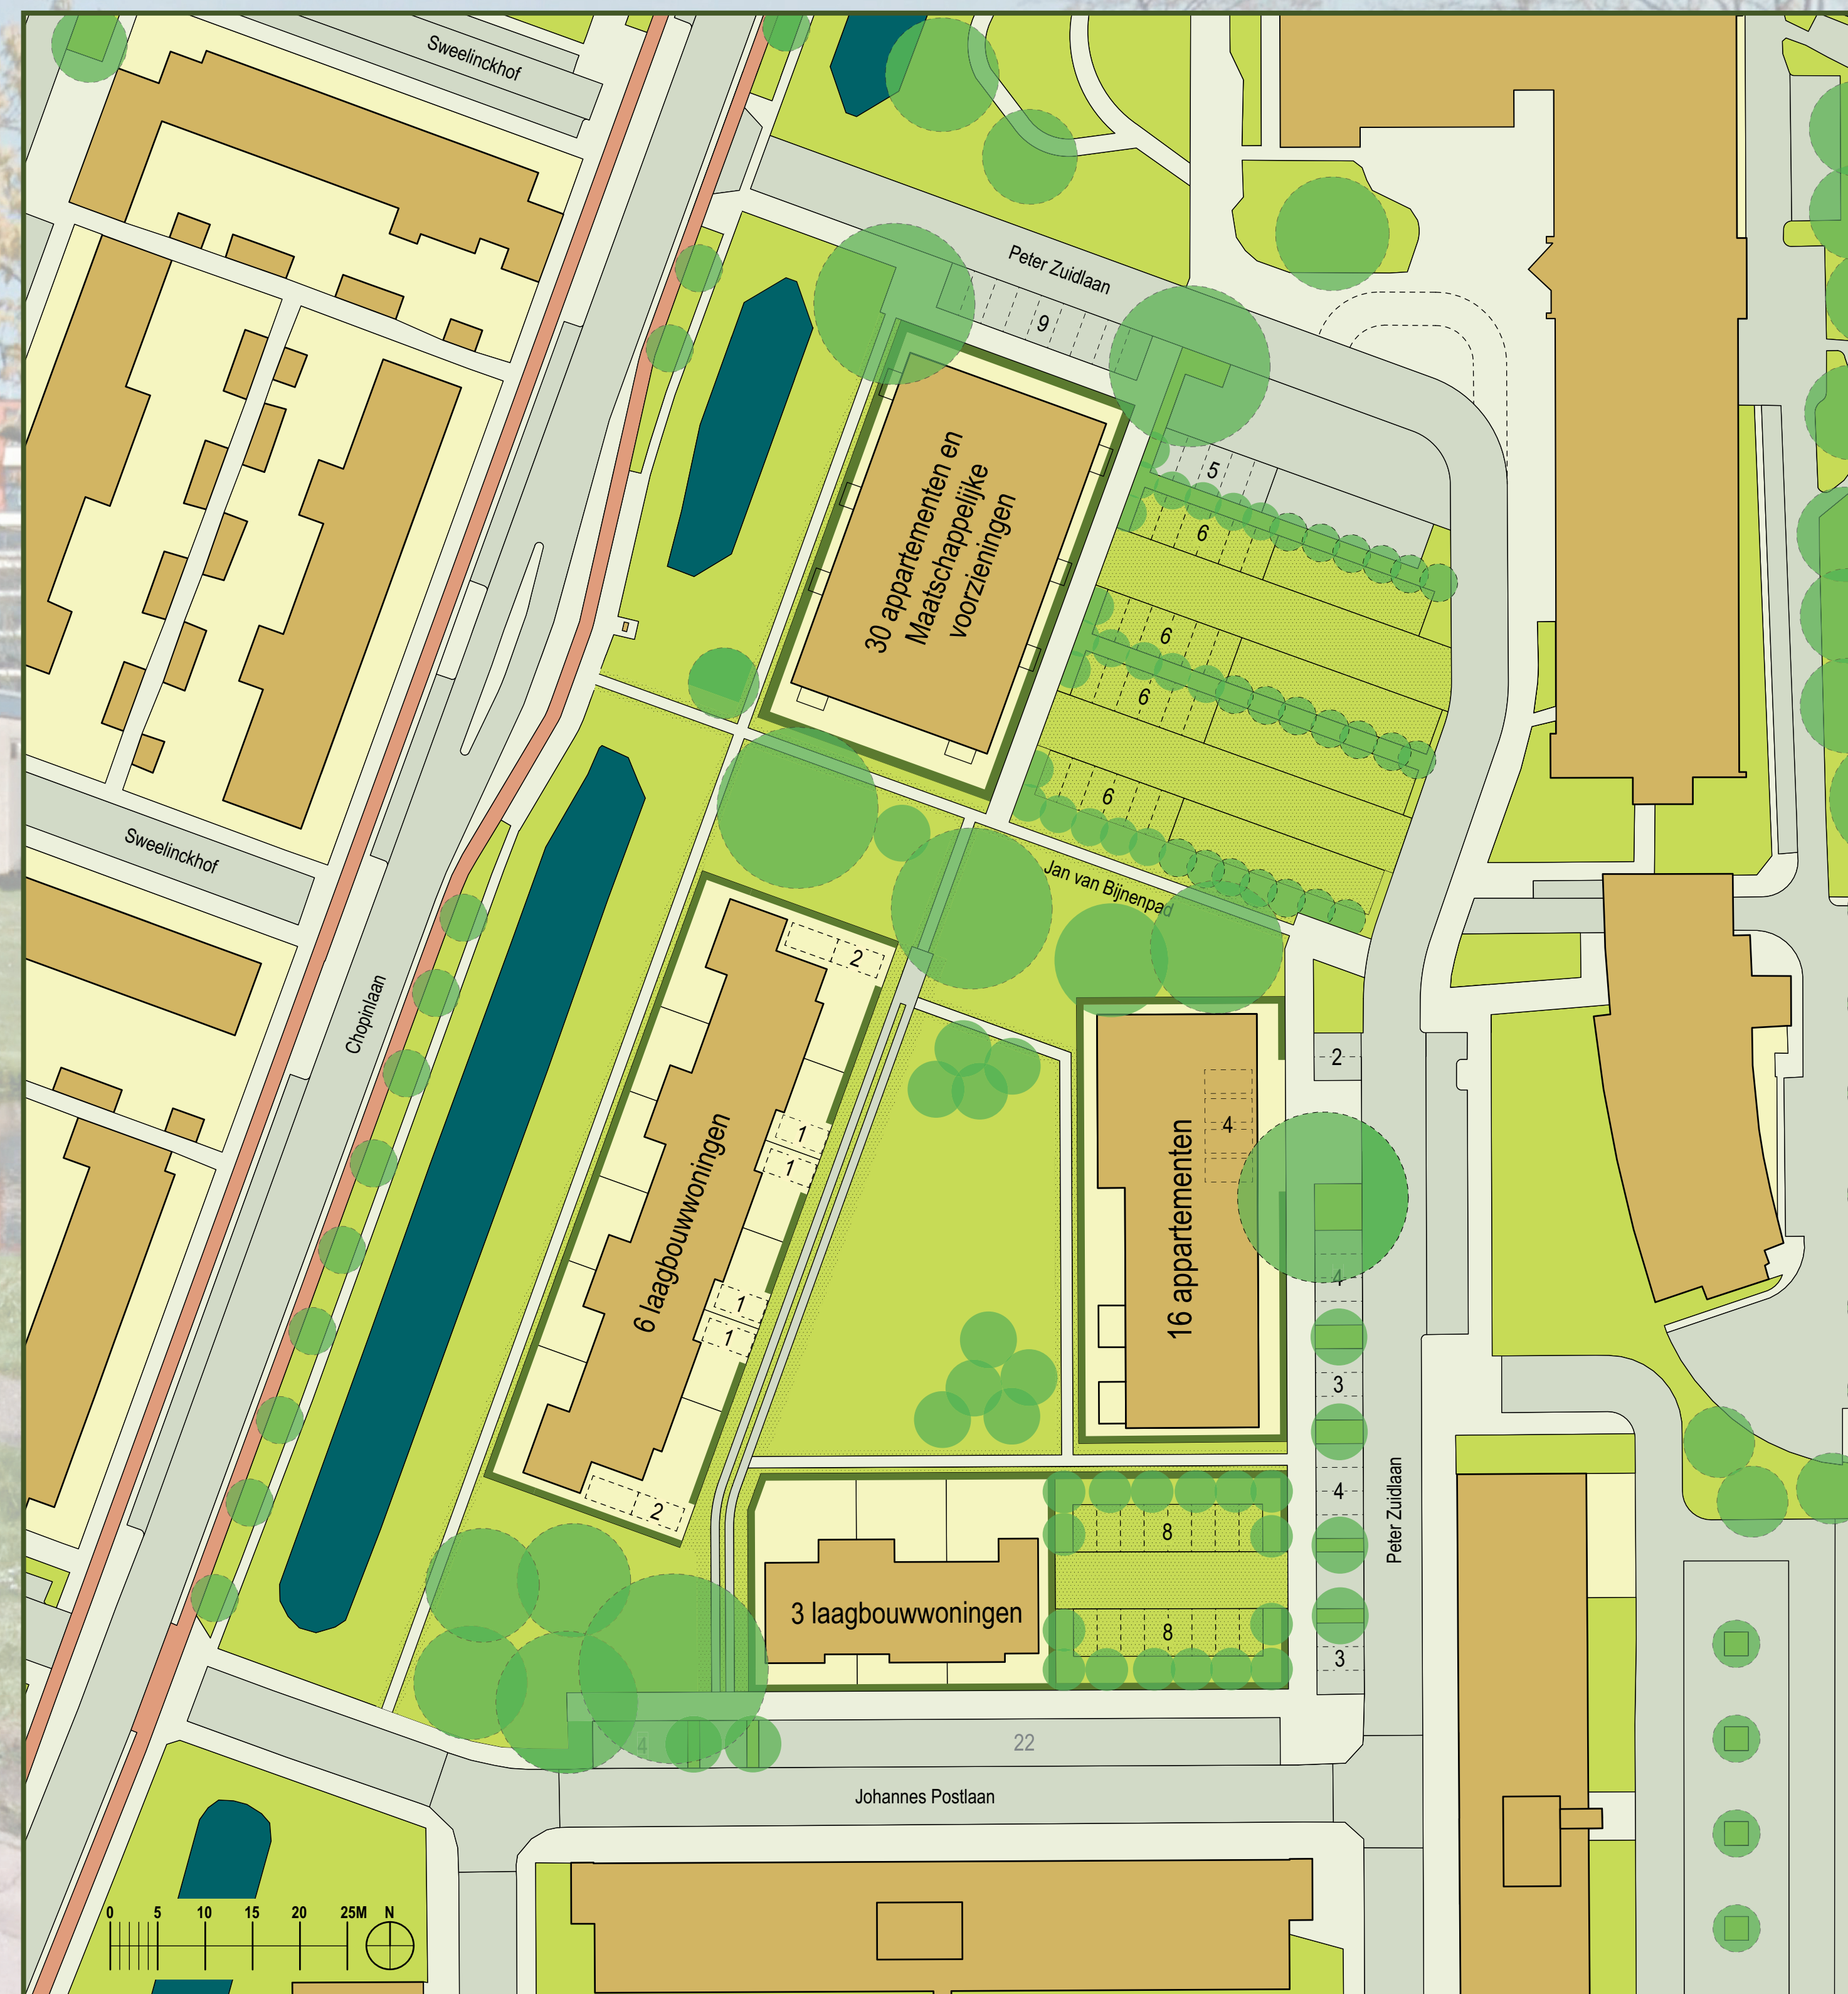 Sweelinckhof
Peter Zuidlaan
9
30 appartementen en
Maatschappelijke
voorzieningen
5
6
6
6
6
Sweelinckhof
Jan van Bijnenpad
Chopinlaan
2
2
1
1
4
6 laagbouwwoningen
16 appartementen
4
1
1
3
2
4
Peter Zuidlaan
8
3 laagbouwwoningen
8
3
4
22
Johannes Postlaan
0 5 10 15 20 25M N